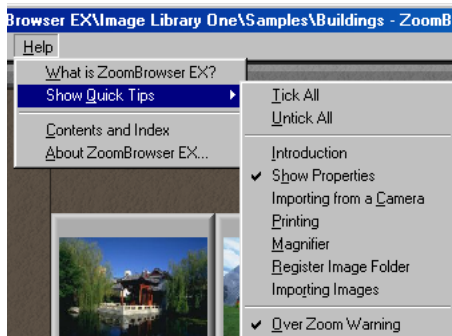 Browser EX\Image Library One\Samples\Buildings - ZoomB
Help
What is ZoomBrowser EX?
Show Quick Tips
Contents and Index
About ZoomBrowser EX...
Tick All
Untick All
Introduction
Show Properties
Importing from a Camera
Printing
Magnifier
Register Image Folder
Importing Images
Over Zoom Warning